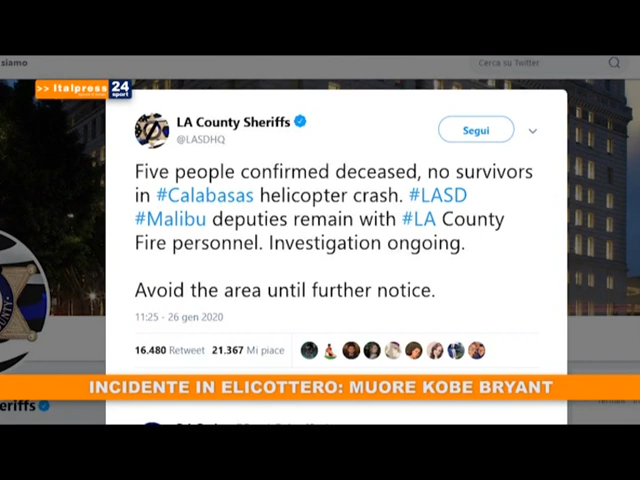 siamo
Cerca su Twitter
>> Italpress
24
sport
LA County Sheriffs
@LASDHQ
Segui
Five people confirmed deceased, no survivors
in #Calabasas helicopter crash. #LASD
#Malibu deputies remain with #LA County
Fire personnel. Investigation ongoing.
Avoid the area until further notice.
11:25 - 26 gen 2020
16.480 Retweet 21.367 Mi piace
INCIDENTE IN ELICOTTERO: MUORE KOBE BRYANT
eriffs